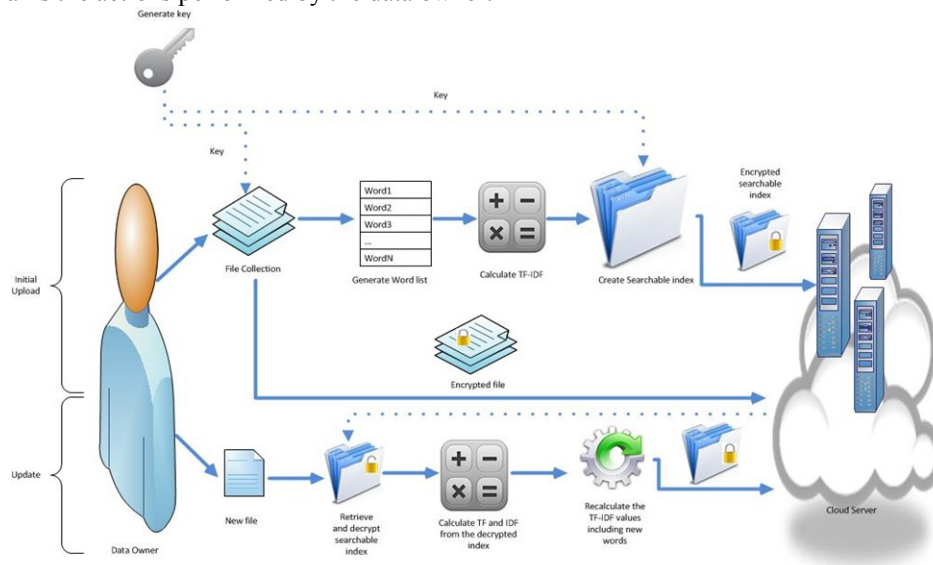 Generate key
Key
Key
Word1
Word2
Word3
...
WordN
Encrypted
searchable
index
Initial
Upload
File Collection
Generate Word list
Calculate TF-IDF
Create Searchable index
Encrypted file
Update
New file
Retrieve
and decrypt
searchable
index
Calculate TF and IDF
from the decrypted
index
Recalculate the
TF-IDF values
including new
words
Cloud Server
Data Owner